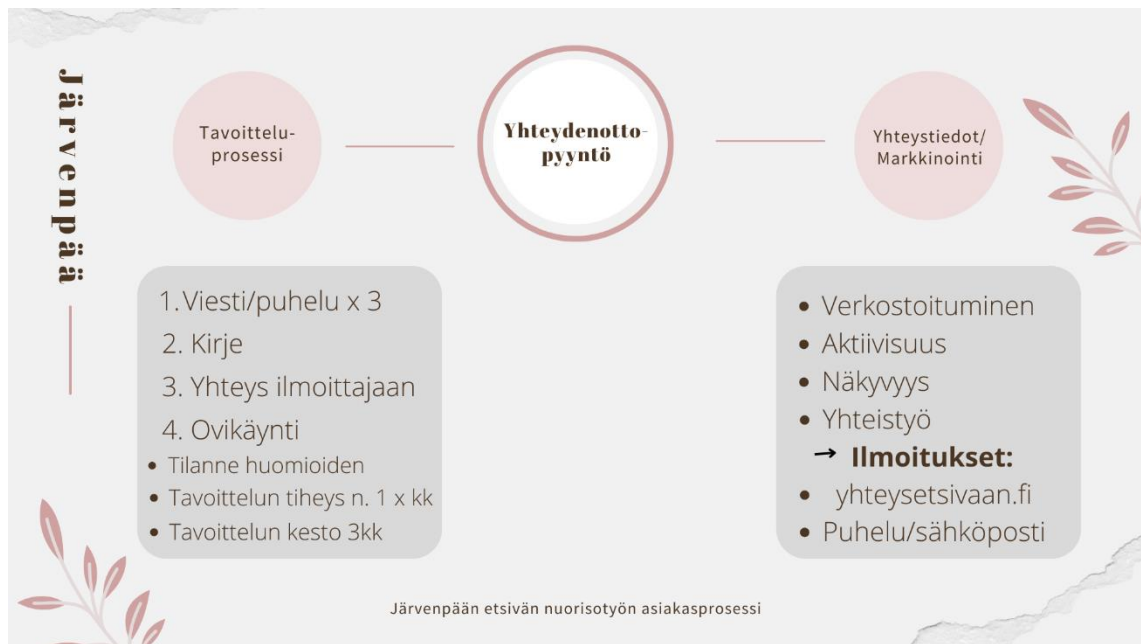 Järvenpää
Tavoittelu-
prosessi
Yhteydenotto-
pyyntö
Yhteystiedot/
Markkinointi
1. Viesti/puhelu x 3
2. Kirje
3. Yhteys ilmoittajaan
4. Ovikäynti
• Tilanne huomioiden
• Tavoittelun tiheys n. 1 x kk
• Tavoittelun kesto 3kk
• Verkostoituminen
• Aktiivisuus
• Näkyvyys
• Yhteistyö
→ Ilmoitukset:
• yhteysetsivaan.fi
• Puhelu/sähköposti
Järvenpään etsivän nuorisotyön asiakasprosessi